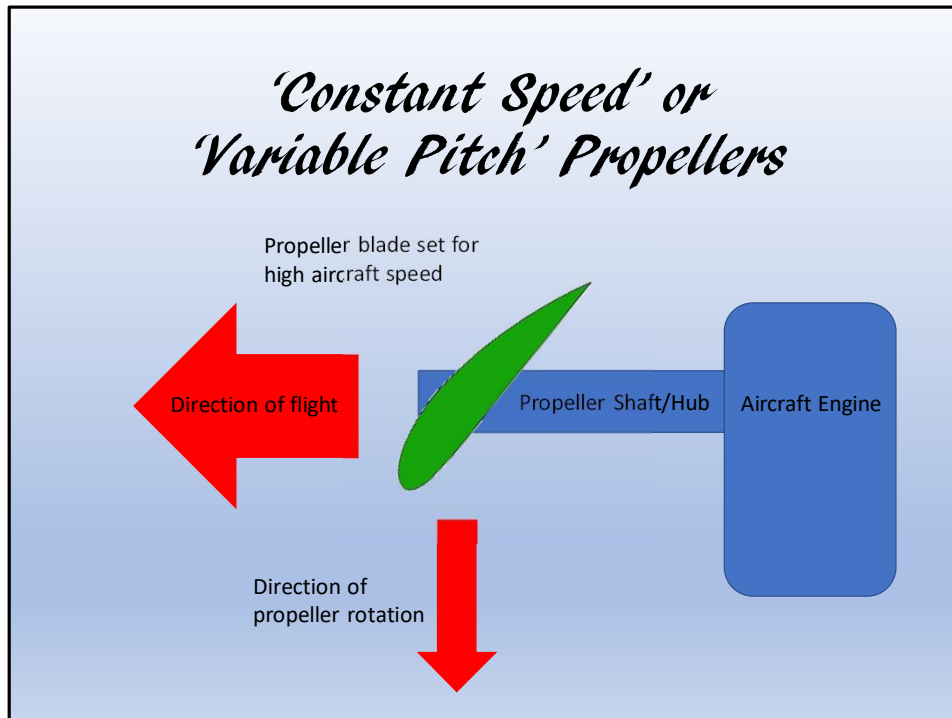 ‘Constant Speed’ or
‘Variable Pitch’ Propellers
Propeller blade set for
high aircraft speed
Direction of flight
Propeller Shaft/Hub
Aircraft Engine
Direction of
propeller rotation